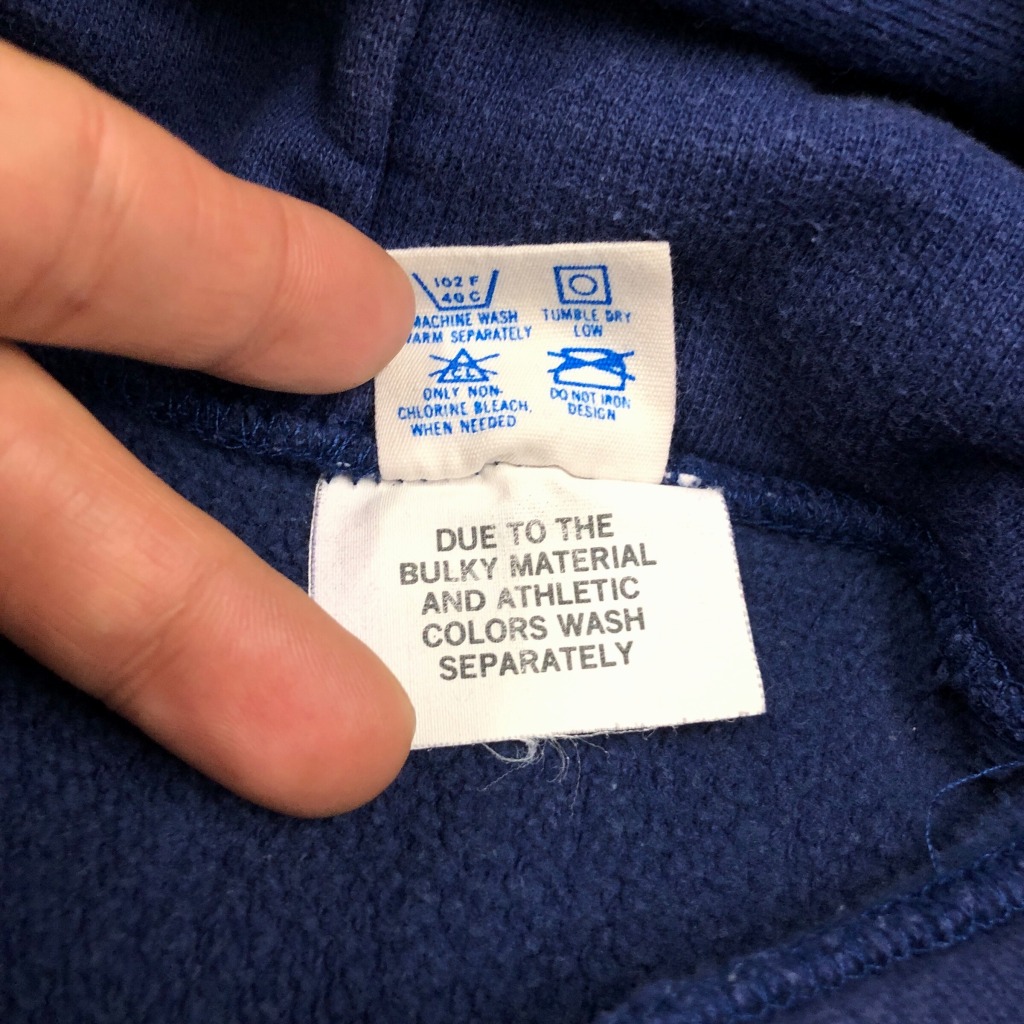 102 F
40 C
MACHINE WASH
WARM SEPARATELY
TUMBLE DRY
LOW
CL
ONLY NON-
CHLORINE BLEACH,
WHEN NEEDED
DO NOT IRON
DESIGN
DUE TO THE
BULKY MATERIAL
AND ATHLETIC
COLORS WASH
SEPARATELY